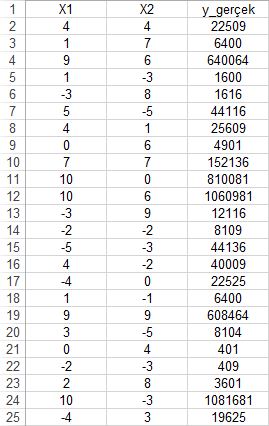 1 X1 X2 y_gerçek
2 4 4 22509
3 1 7 6400
4 9 6 640064
5 1 -3 1600
6 -3 8 1616
7 5 -5 44116
8 4 1 25609
9 0 6 4901
10 7 7 152136
11 10 0 810081
12 10 6 1060981
13 -3 9 12116
14 -2 -2 8109
15 -5 -3 44136
16 4 -2 40009
17 -4 0 22525
18 1 -1 6400
19 9 9 608464
20 3 -5 8104
21 0 4 401
22 -2 -3 409
23 2 8 3601
24 10 -3 1081681
25 -4 3 19625